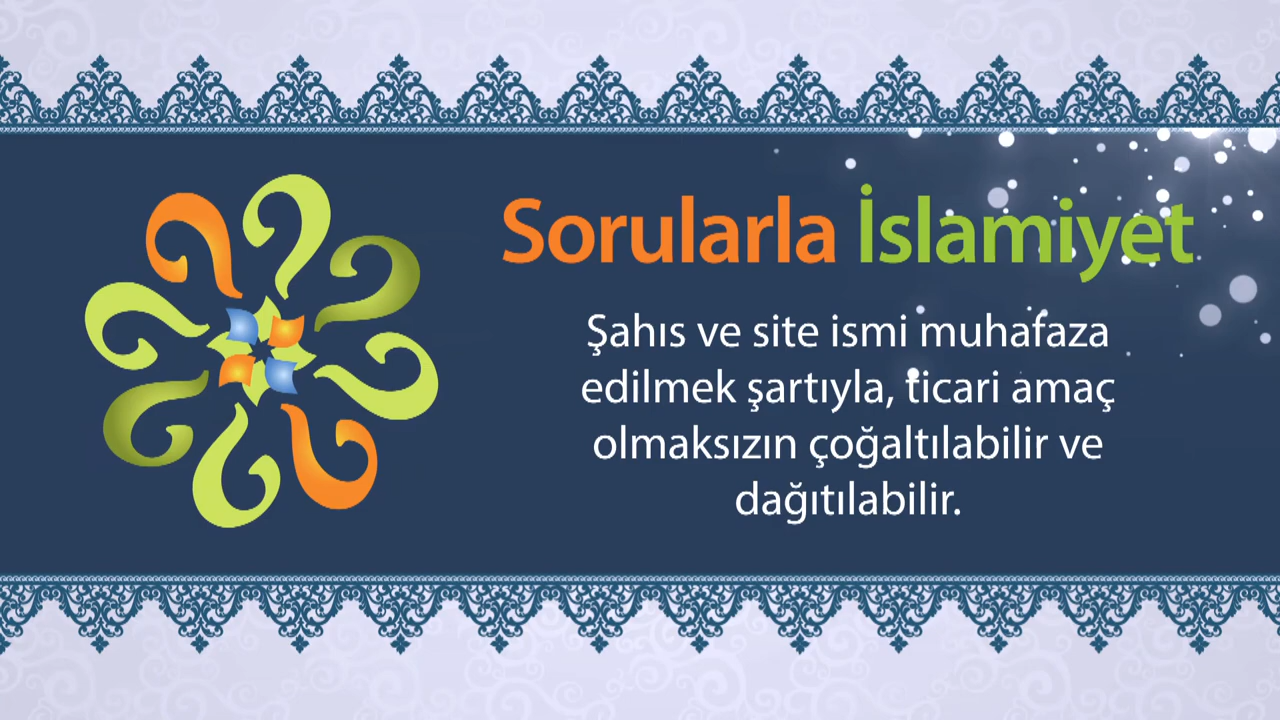 Sorularla İslamiyet
Şahıs ve site ismi muhafaza
edilmek şartıyla, ticari amaç
olmaksızın çoğaltılabilir ve
dağıtılabilir.